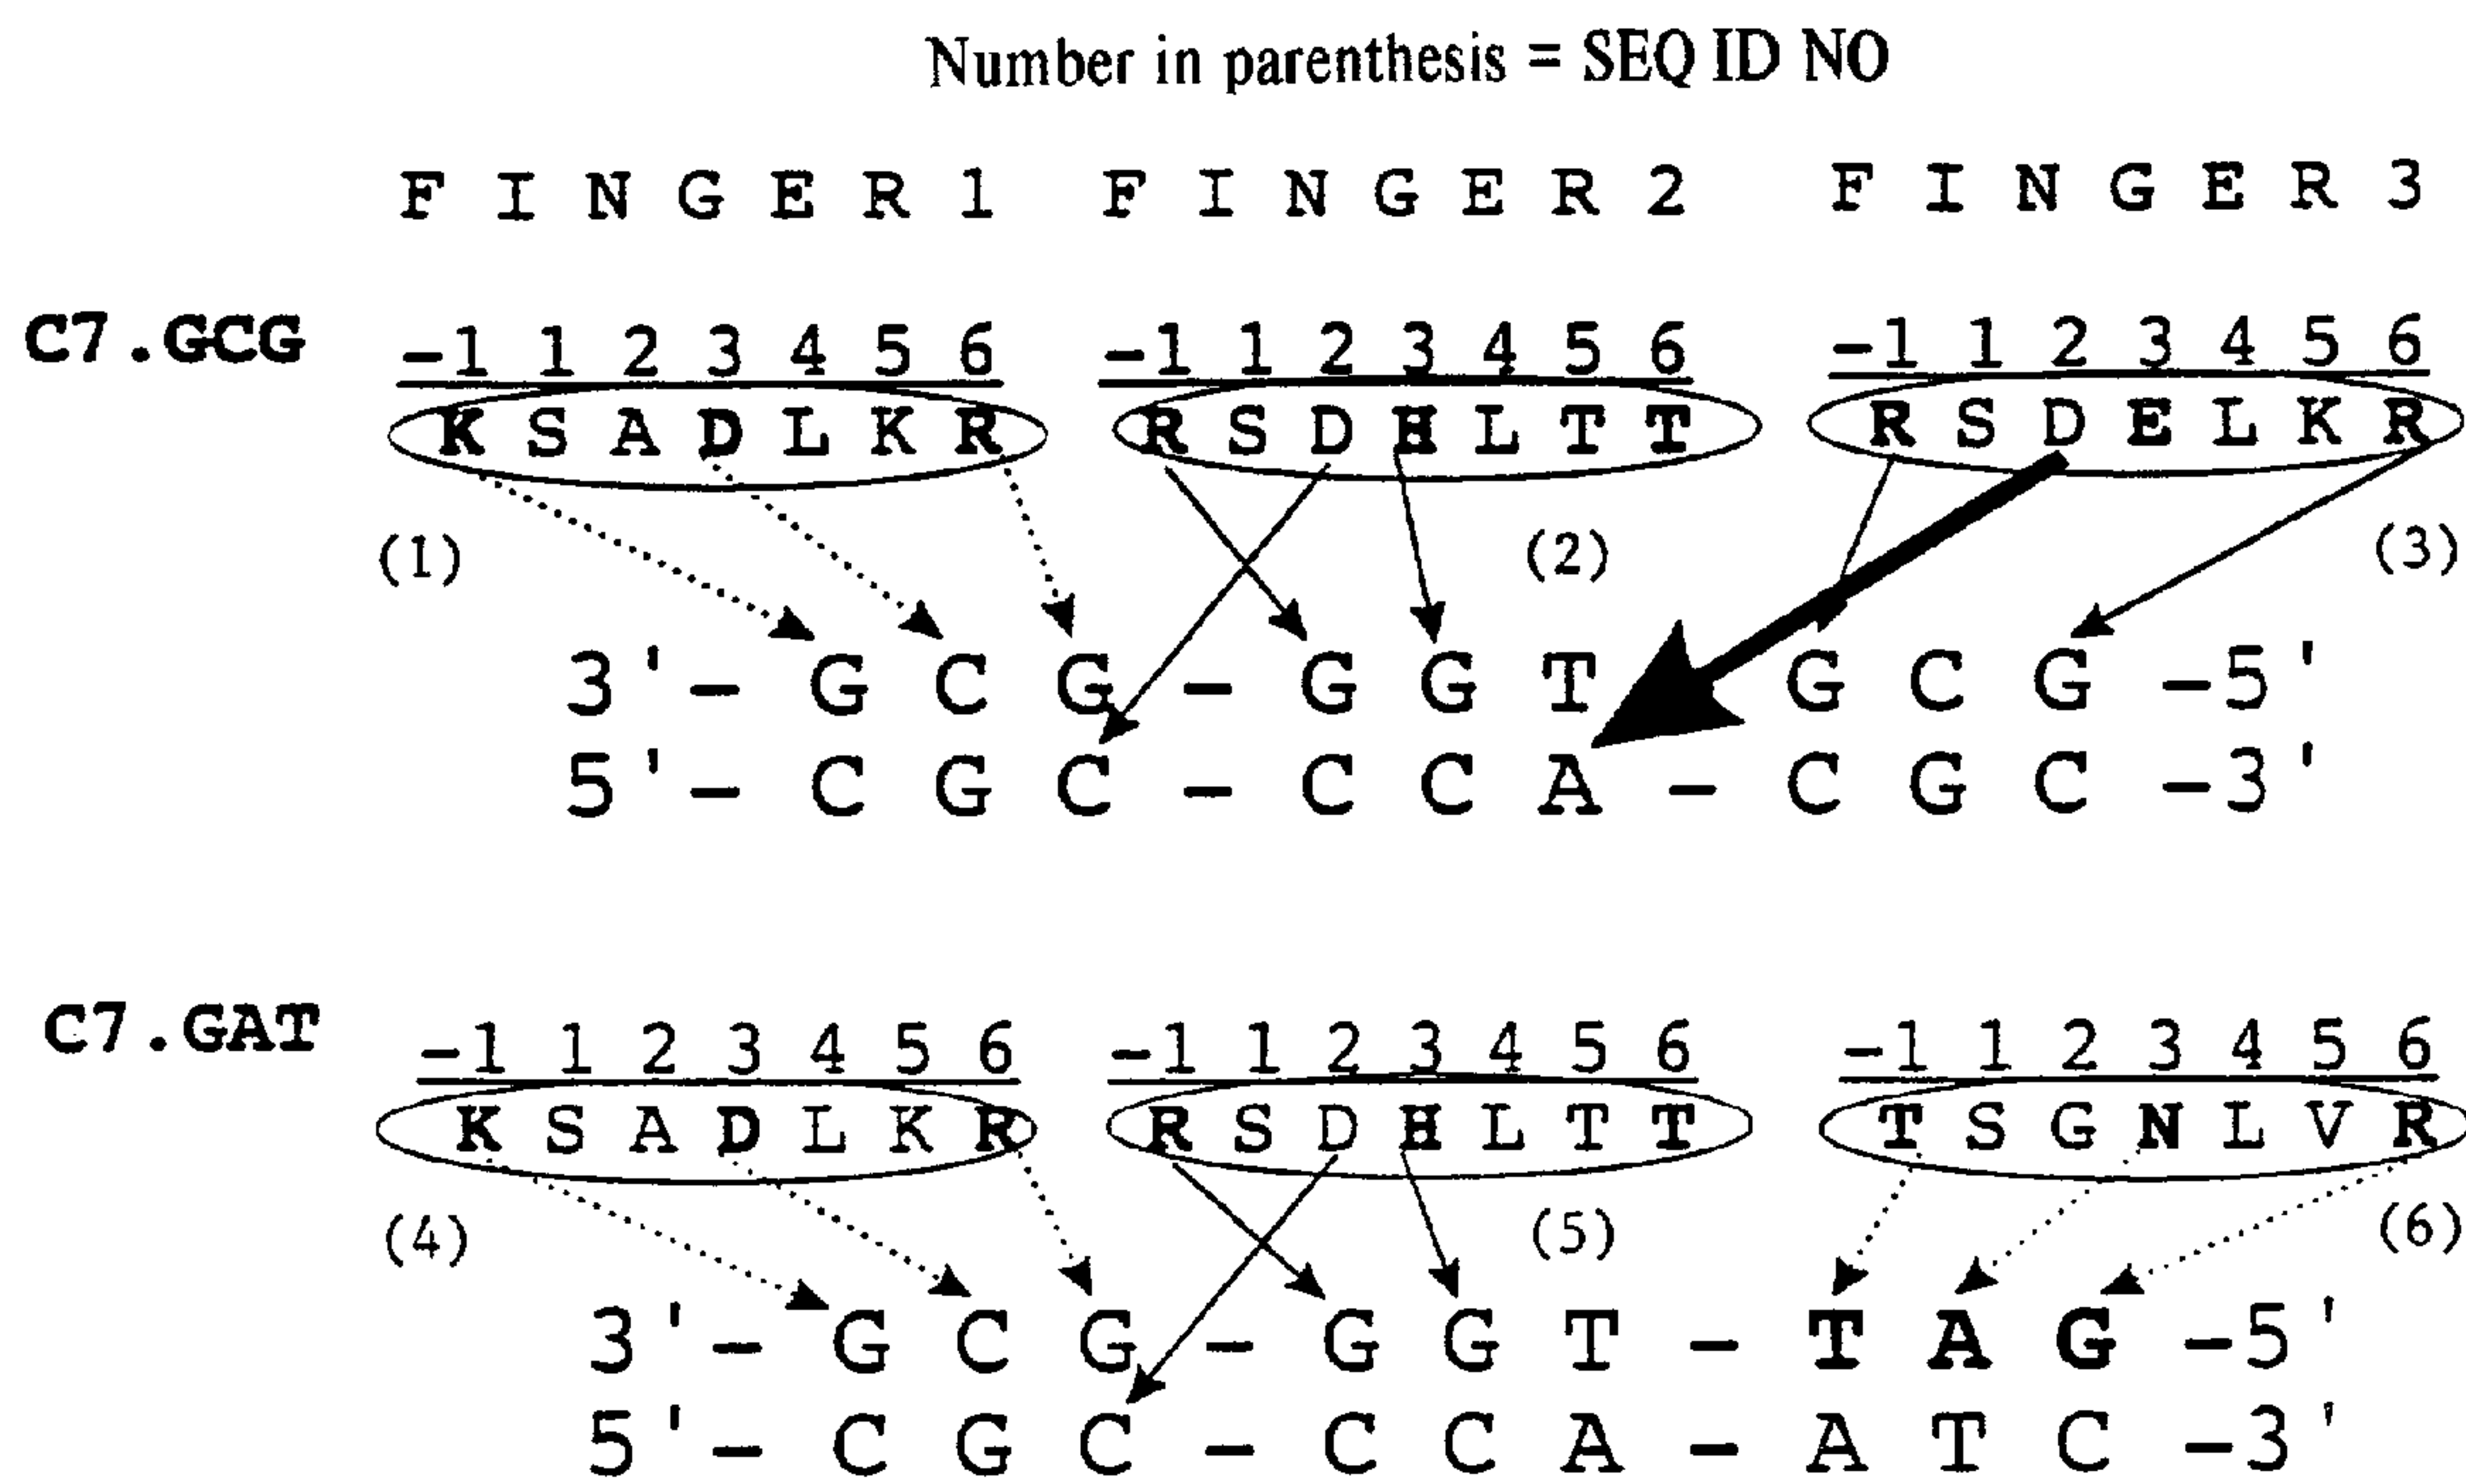 Number in parenthesis = SEQ ID NO
F I N G E R 1 F I N G E R 2 F I N G E R 3
C7.GCG -1 1 2 3 4 5 6 -1 1 2 3 4 5 6 -1 1 2 3 4 5 6
K S A D L K R R S D H L T T R S D E L K R
(1) (2) (3)
3'- G C G - G G T G C G -5'
5'- C G C - C C A - C G C -3'
C7.GAT -1 1 2 3 4 5 6 -1 1 2 3 4 5 6 -1 1 2 3 4 5 6
K S A D L K R R S D H L T T T S G N L V R
(4) (5) (6)
3'- G C G - G G T - T A G -5'
5'- C G C - C C A - A T C -3'